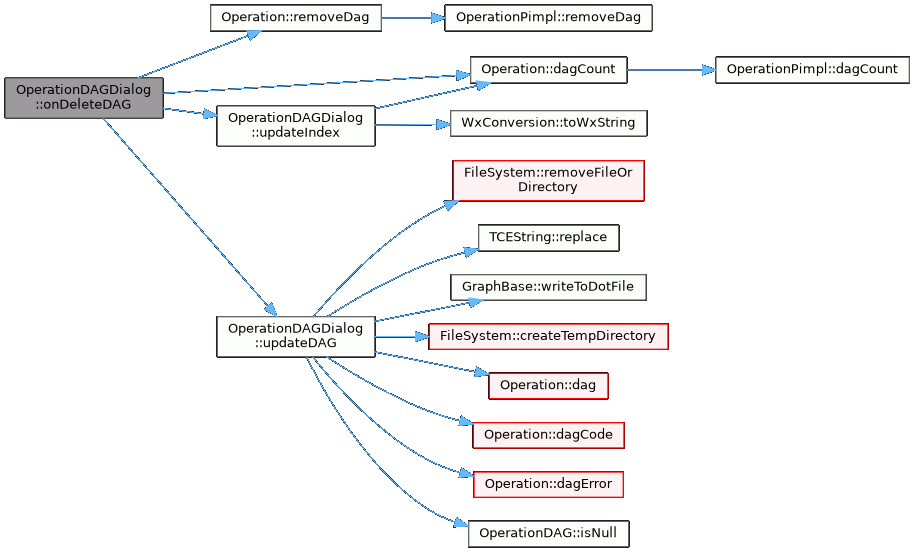 Operation::removeDag
OperationPimpl::removeDag
OperationDAGDialog
::onDeleteDAG
Operation::dagCount
OperationPimpl::dagCount
OperationDAGDialog
::updateIndex
WxConversion::toWxString
FileSystem::removeFileOr
Directory
TCEString::replace
GraphBase::writeToDotFile
OperationDAGDialog
::updateDAG
FileSystem::createTempDirectory
Operation::dag
Operation::dagCode
Operation::dagError
OperationDAG::isNull